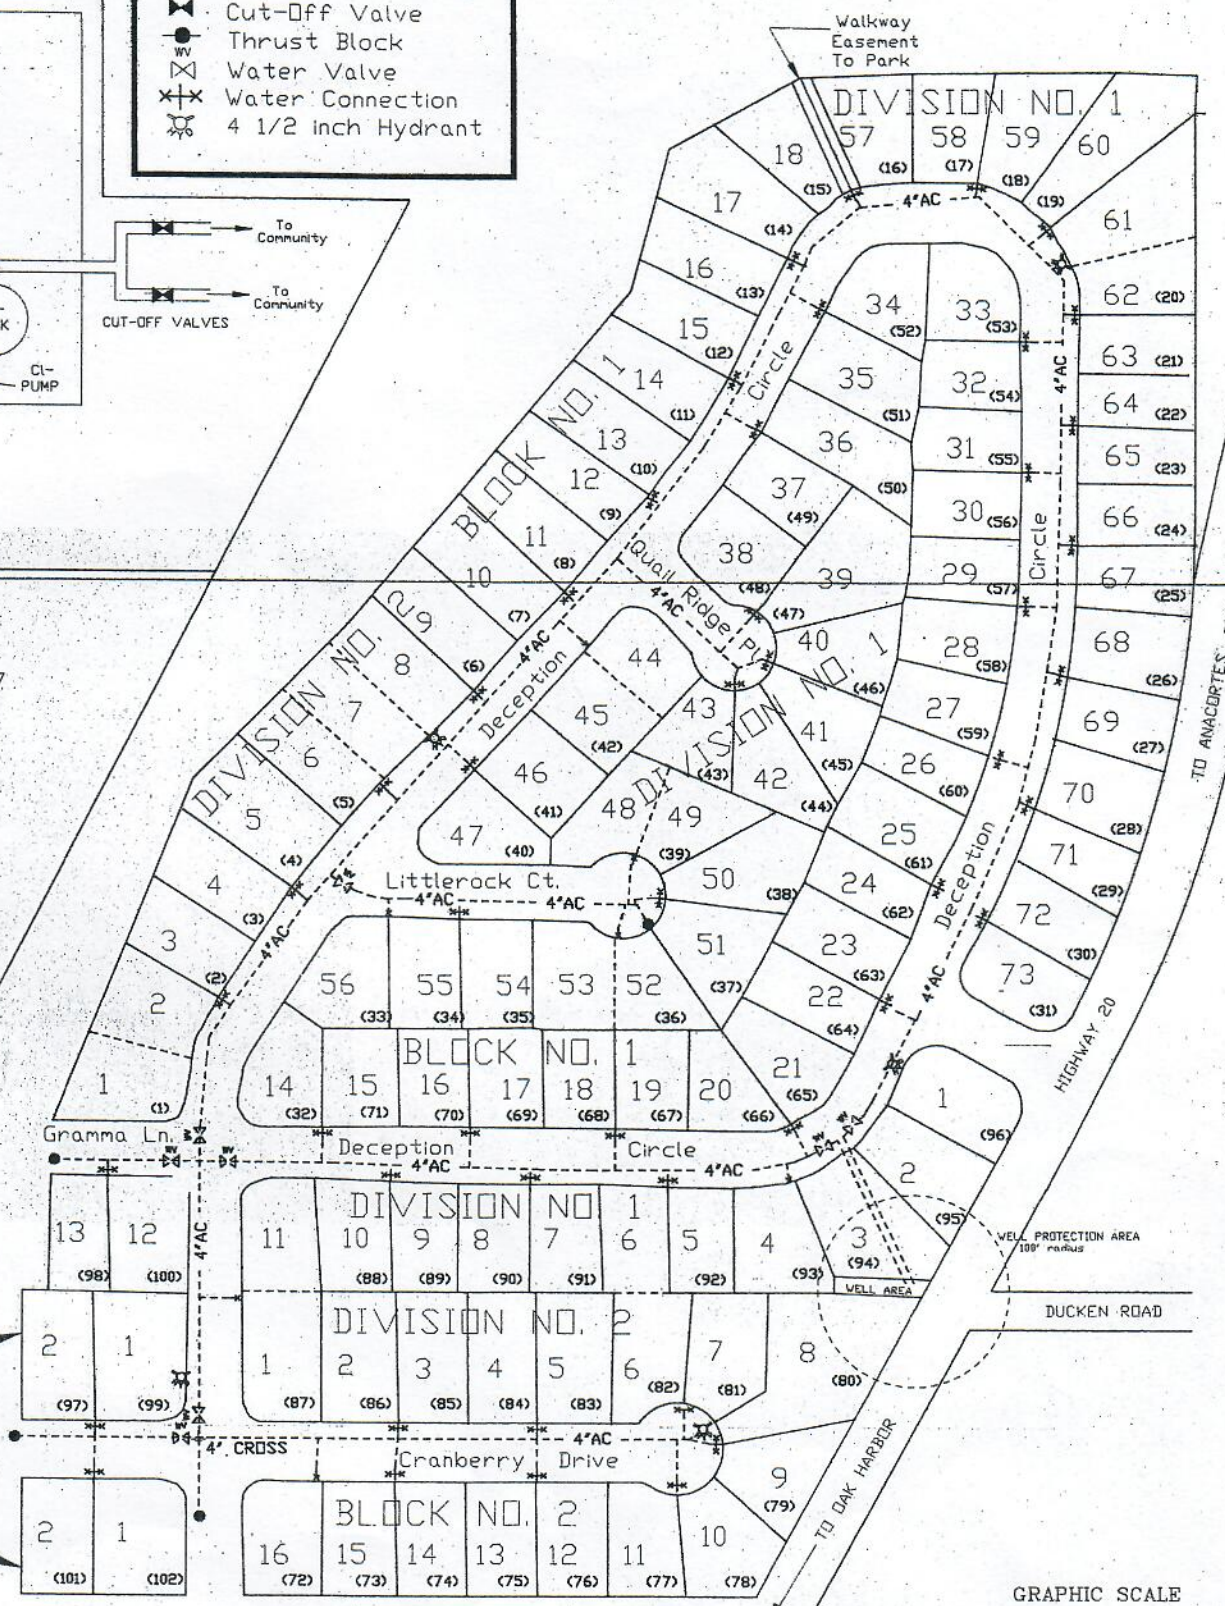 Cut-Off Valve
Thrust Block
WV
Water Valve
Water Connection
4 1/2 inch Hydrant
To
Community
To
Community
CUT-OFF VALVES
Cl-
PUMP
K
Walkway
Easement
To Park
DIVISION NO. 1
57 (16)
58 (17)
59 (18)
60 (19)
61
62 (20)
63 (21)
64 (22)
65 (23)
66 (24)
67 (25)
68 (26)
69 (27)
70 (28)
71 (29)
72 (30)
73 (31)
18 (15)
17 (14)
16 (13)
15 (12)
14 (11)
13 (10)
12 (9)
11 (8)
10 (7)
9 (6)
8
7
6 (5)
5 (4)
4 (3)
3 (2)
2
1 (1)
BLOCK NO. 1
DIVISION NO. 2
4"AC
4"AC
4"AC
4"AC
Circle
Circle
Deception
Deception
34 (52)
33 (53)
35 (51)
32 (54)
36 (50)
31 (55)
37 (49)
30 (56)
38 (48)
39 (47)
29 (57)
40 (46)
28 (58)
41 (45)
27 (59)
42 (44)
26 (60)
43 (43)
25 (61)
24 (62)
23 (63)
22 (64)
21 (65)
Quail Ridge Pl.
4"AC
DIVISION NO. 1
44
45 (42)
46 (41)
47 (40)
48
49 (39)
50 (38)
51 (37)
Littlerock Ct.
4"AC
4"AC
56 (33)
55 (34)
54 (35)
53
52 (36)
BLOCK NO. 1
14 (32)
15 (71)
16 (70)
17 (69)
18 (68)
19 (67)
20 (66)
4"AC
TO ANACORTES
HIGHWAY 20
Gramma Ln.
WV
WV
WV
Deception
Circle
4"AC
4"AC
WV
WV
1 (96)
2 (95)
3 (94)
WELL AREA
WELL PROTECTION AREA
100' radius
DUCKEN ROAD
DIVISION NO. 1
13 (98)
12 (100)
4"AC
11
10 (88)
9 (89)
8 (90)
7 (91)
6
5 (92)
4 (93)
DIVISION NO. 2
2 (97)
1 (99)
1 (87)
2 (86)
3 (85)
4 (84)
5 (83)
6 (82)
7 (81)
8 (80)
WV
WV
4" CROSS
4"AC
Cranberry Drive
9 (79)
BLOCK NO. 2
2 (101)
1 (102)
16 (72)
15 (73)
14 (74)
13 (75)
12 (76)
11 (77)
10 (78)
TO OAK HARBOR
GRAPHIC SCALE